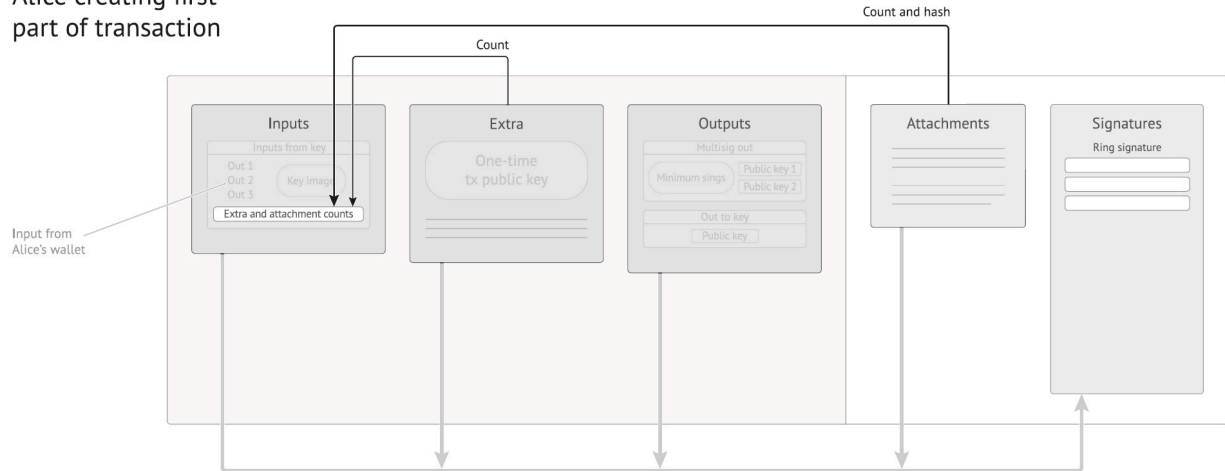 Alice creating first
part of transaction
Count and hash
Count
Inputs
Inputs from key
Out 1
Out 2
Out 3
Key image
Extra and attachment counts
Input from
Alice's wallet
Extra
One-time
tx public key
Outputs
Multisig out
Minimum sings
Public key 1
Public key 2
Out to key
Public key
Attachments
Signatures
Ring signature